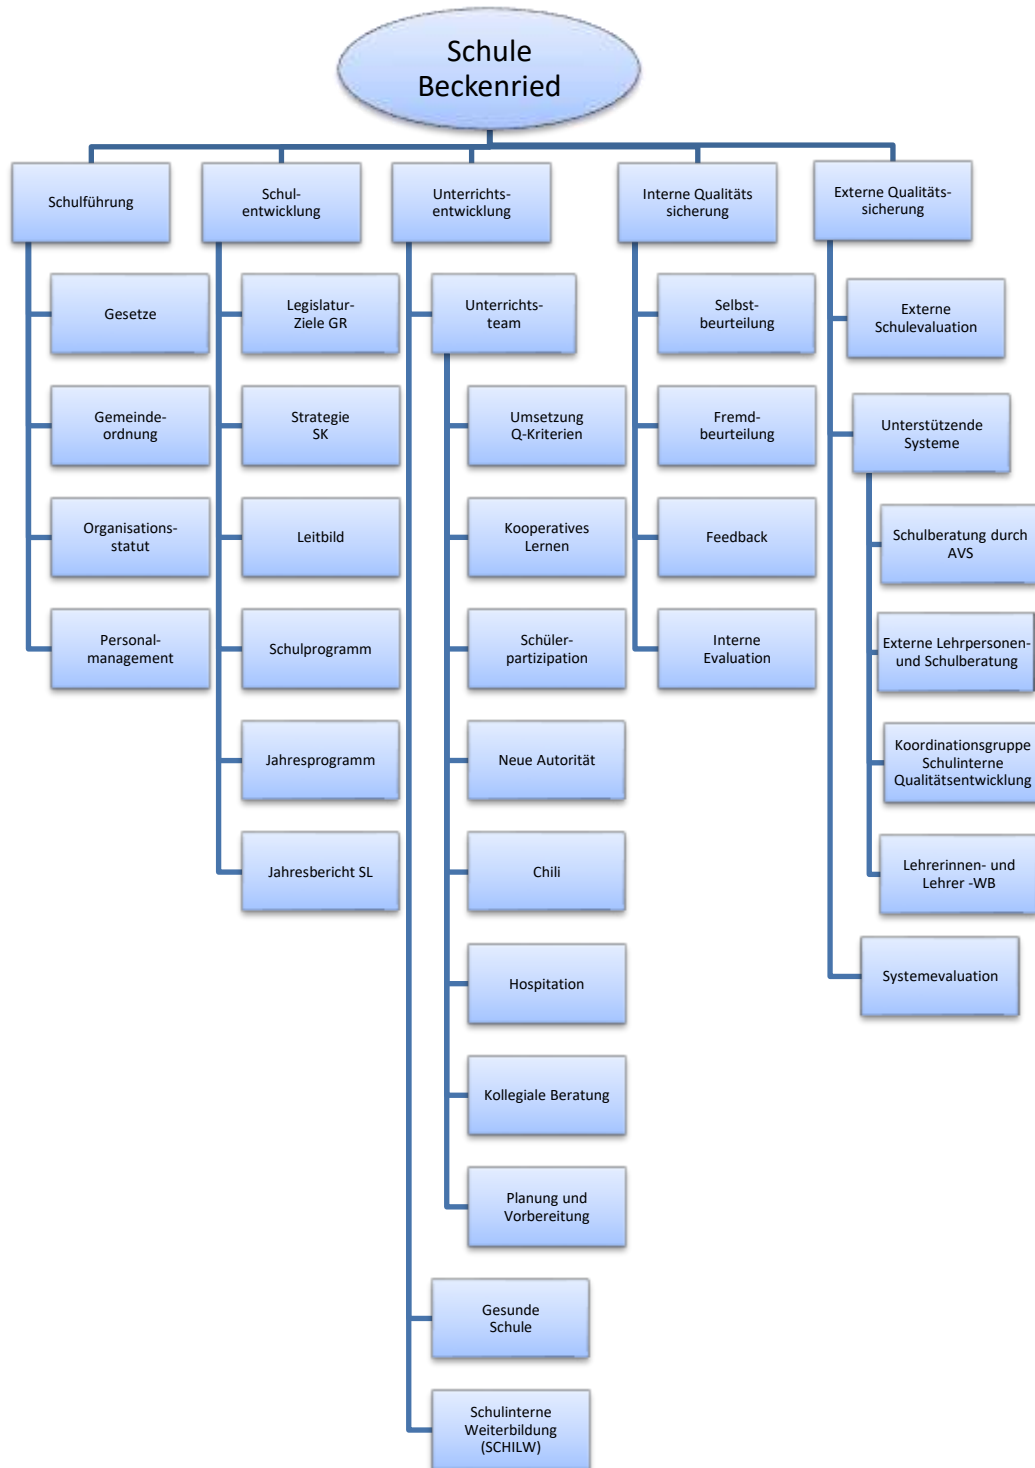 Schule
Beckenried
Schulführung
Gesetze
Gemeinde-
ordnung
Organisations-
statut
Personal-
management
Schul-
entwicklung
Legislatur-
Ziele GR
Strategie
SK
Leitbild
Schulprogramm
Jahresprogramm
Jahresbericht SL
Unterrichts-
entwicklung
Unterrichts-
team
Umsetzung
Q-Kriterien
Kooperatives
Lernen
Schüler-
partizipation
Neue Autorität
Chili
Hospitation
Kollegiale Beratung
Planung und
Vorbereitung
Gesunde
Schule
Schulinterne
Weiterbildung
(SCHILW)
Interne Qualitäts
sicherung
Selbst-
beurteilung
Fremd-
beurteilung
Feedback
Interne
Evaluation
Externe Qualitäts-
sicherung
Externe
Schulevaluation
Unterstützende
Systeme
Schulberatung durch
AVS
Externe Lehrpersonen-
und Schulberatung
Koordinationsgruppe
Schulinterne
Qualitätsentwicklung
Lehrerinnen- und
Lehrer -WB
Systemevaluation